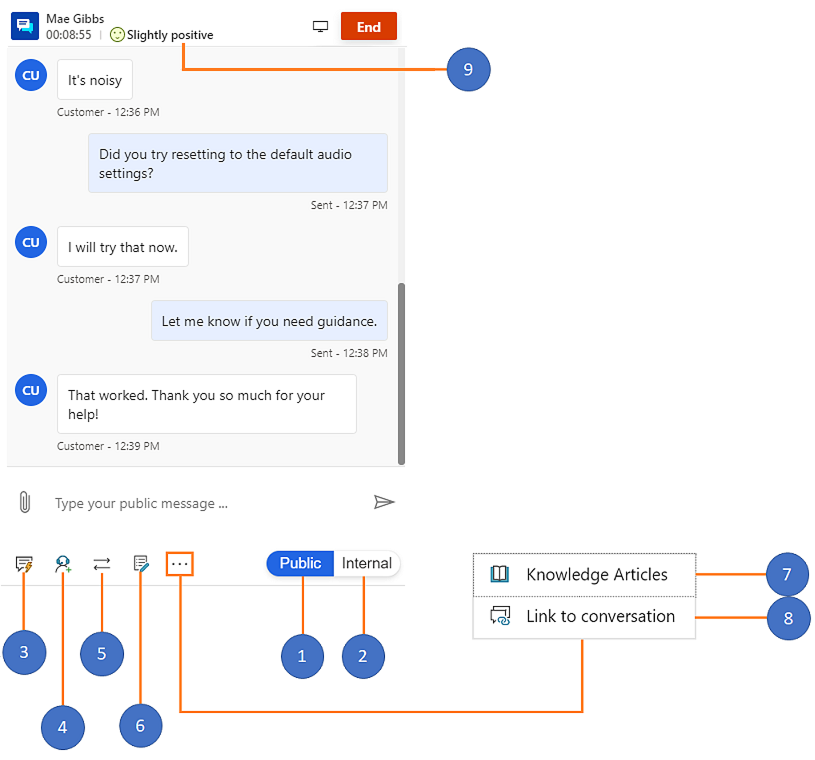 Mae Gibbs
00:08:55 | Slightly positive
End
9
CU
It's noisy
Customer - 12:36 PM
Did you try resetting to the default audio
settings?
Sent - 12:37 PM
CU
I will try that now.
Customer - 12:37 PM
Let me know if you need guidance.
Sent - 12:38 PM
CU
That worked. Thank you so much for your
help!
Customer - 12:39 PM
Type your public message ...
Public
Internal
Knowledge Articles
7
Link to conversation
8
3
5
1
2
4
6